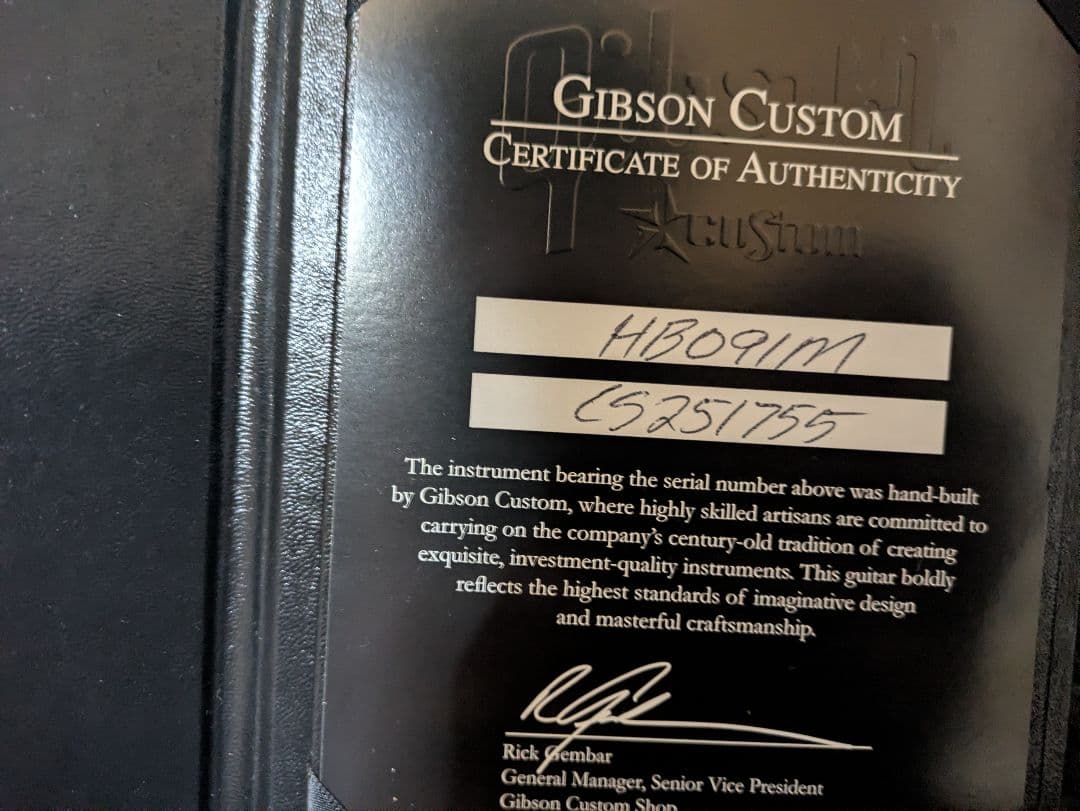 Gibson Custom
Certificate of Authenticity
Gibson
Custom
HB091M
CS251755
The instrument bearing the serial number above was hand-built
by Gibson Custom, where highly skilled artisans are committed to
carrying on the company's century-old tradition of creating
exquisite, investment-quality instruments. This guitar boldly
reflects the highest standards of imaginative design
and masterful craftsmanship.
Rick Gembar
General Manager, Senior Vice President
Gibson Custom Shop